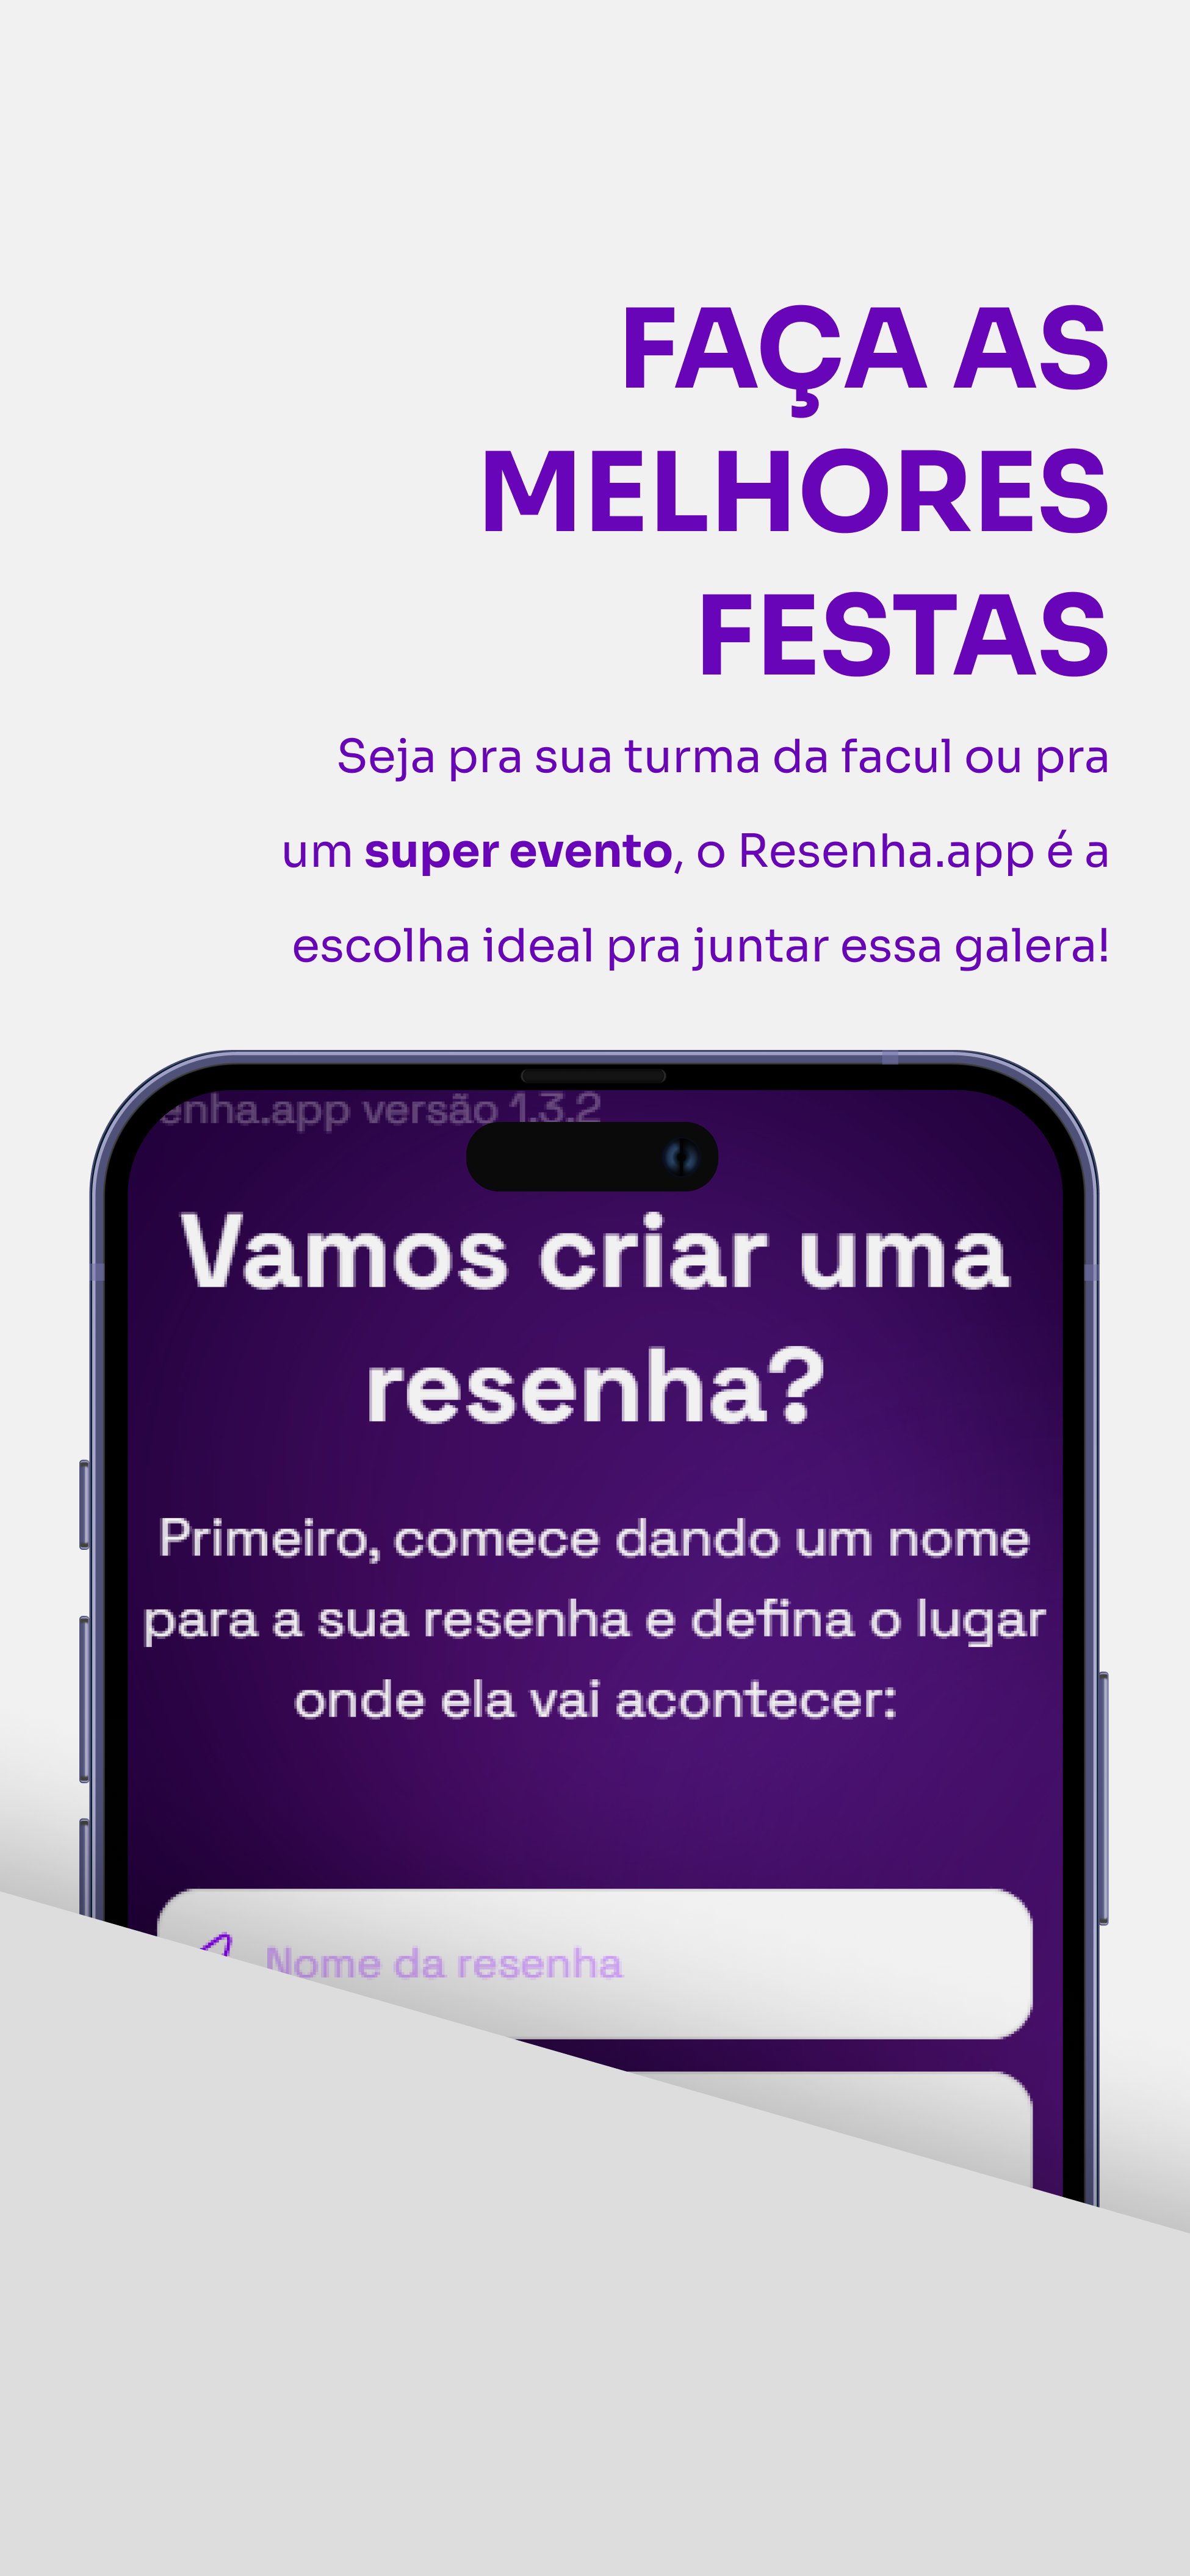 FAÇA AS
MELHORES
FESTAS
Seja pra sua turma da facul ou pra
um super evento, o Resenha.app é a
escolha ideal pra juntar essa galera!
enha.app versão 1.3.2
Vamos criar uma
resenha?
Primeiro, comece dando um nome
para a sua resenha e defina o lugar
onde ela vai acontecer:
Nome da resenha